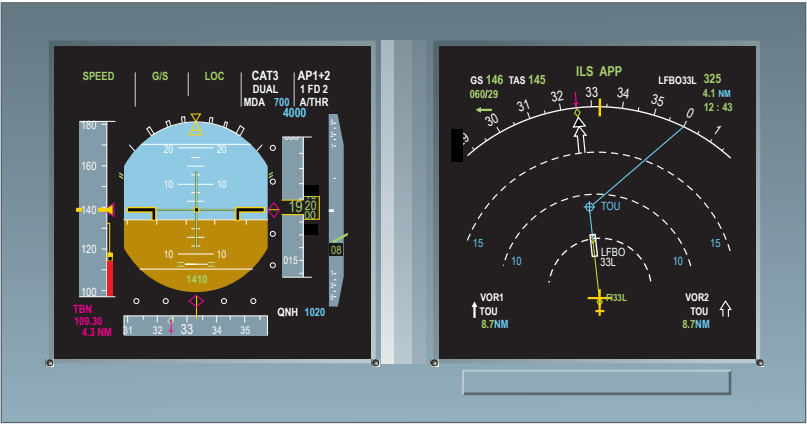 SPEED G/S LOC CAT3 AP1+2
DUAL 1 FD 2
MDA 700 A/THR
4000
180
160
140
120
100
20 20
10 10
10 10
1410
19 20
00
015
08
TBN
109.30
4.3 NM
QNH 1020
31 32 33 34 35
ILS APP
GS 146 TAS 145
060/29
LFBO33L 325
4.1 NM
12 : 43
30 31 32 33 34 35 0 1
TOU
15 15
10 10
LFBO
33L
FI33L
VOR1
TOU
8.7NM
VOR2
TOU
8.7NM